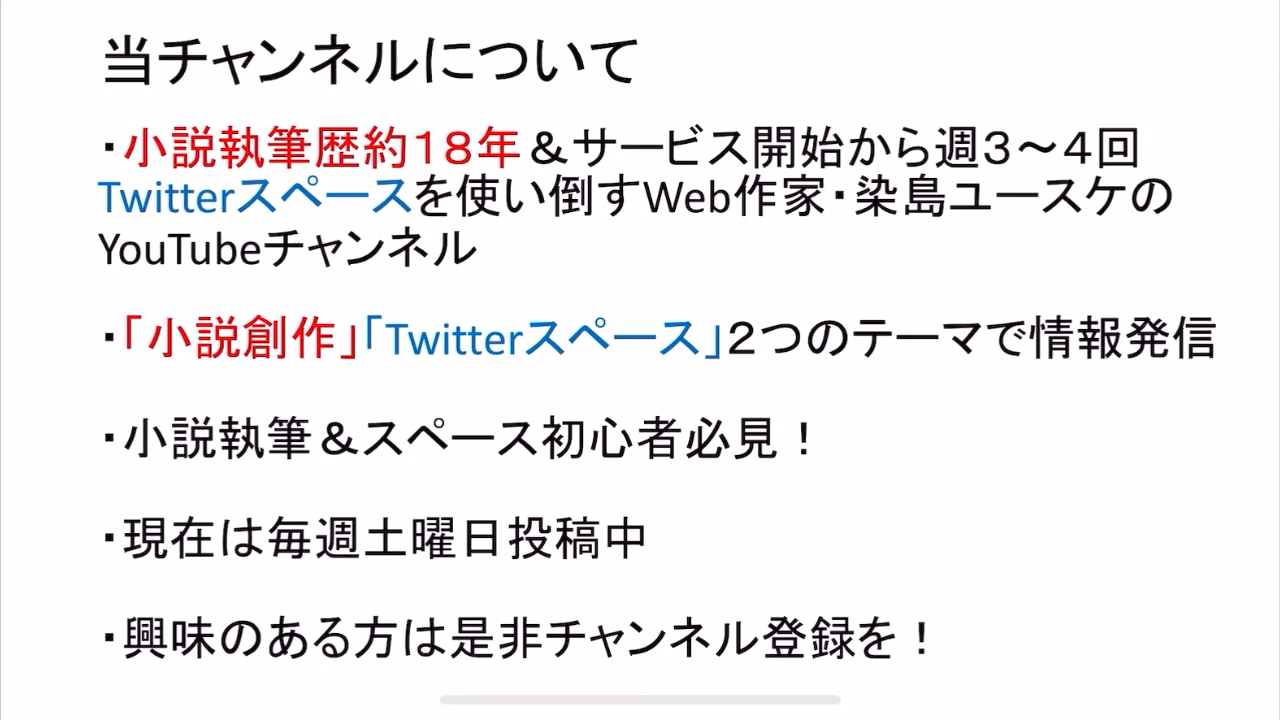 当チャンネルについて
・小説執筆歴約１８年＆サービス開始から週３～４回
Twitterスペースを使い倒すWeb作家・染島ユースケの
YouTubeチャンネル
・「小説創作」「Twitterスペース」２つのテーマで情報発信
・小説執筆＆スペース初心者必見！
・現在は毎週土曜日投稿中
・興味のある方は是非チャンネル登録を！